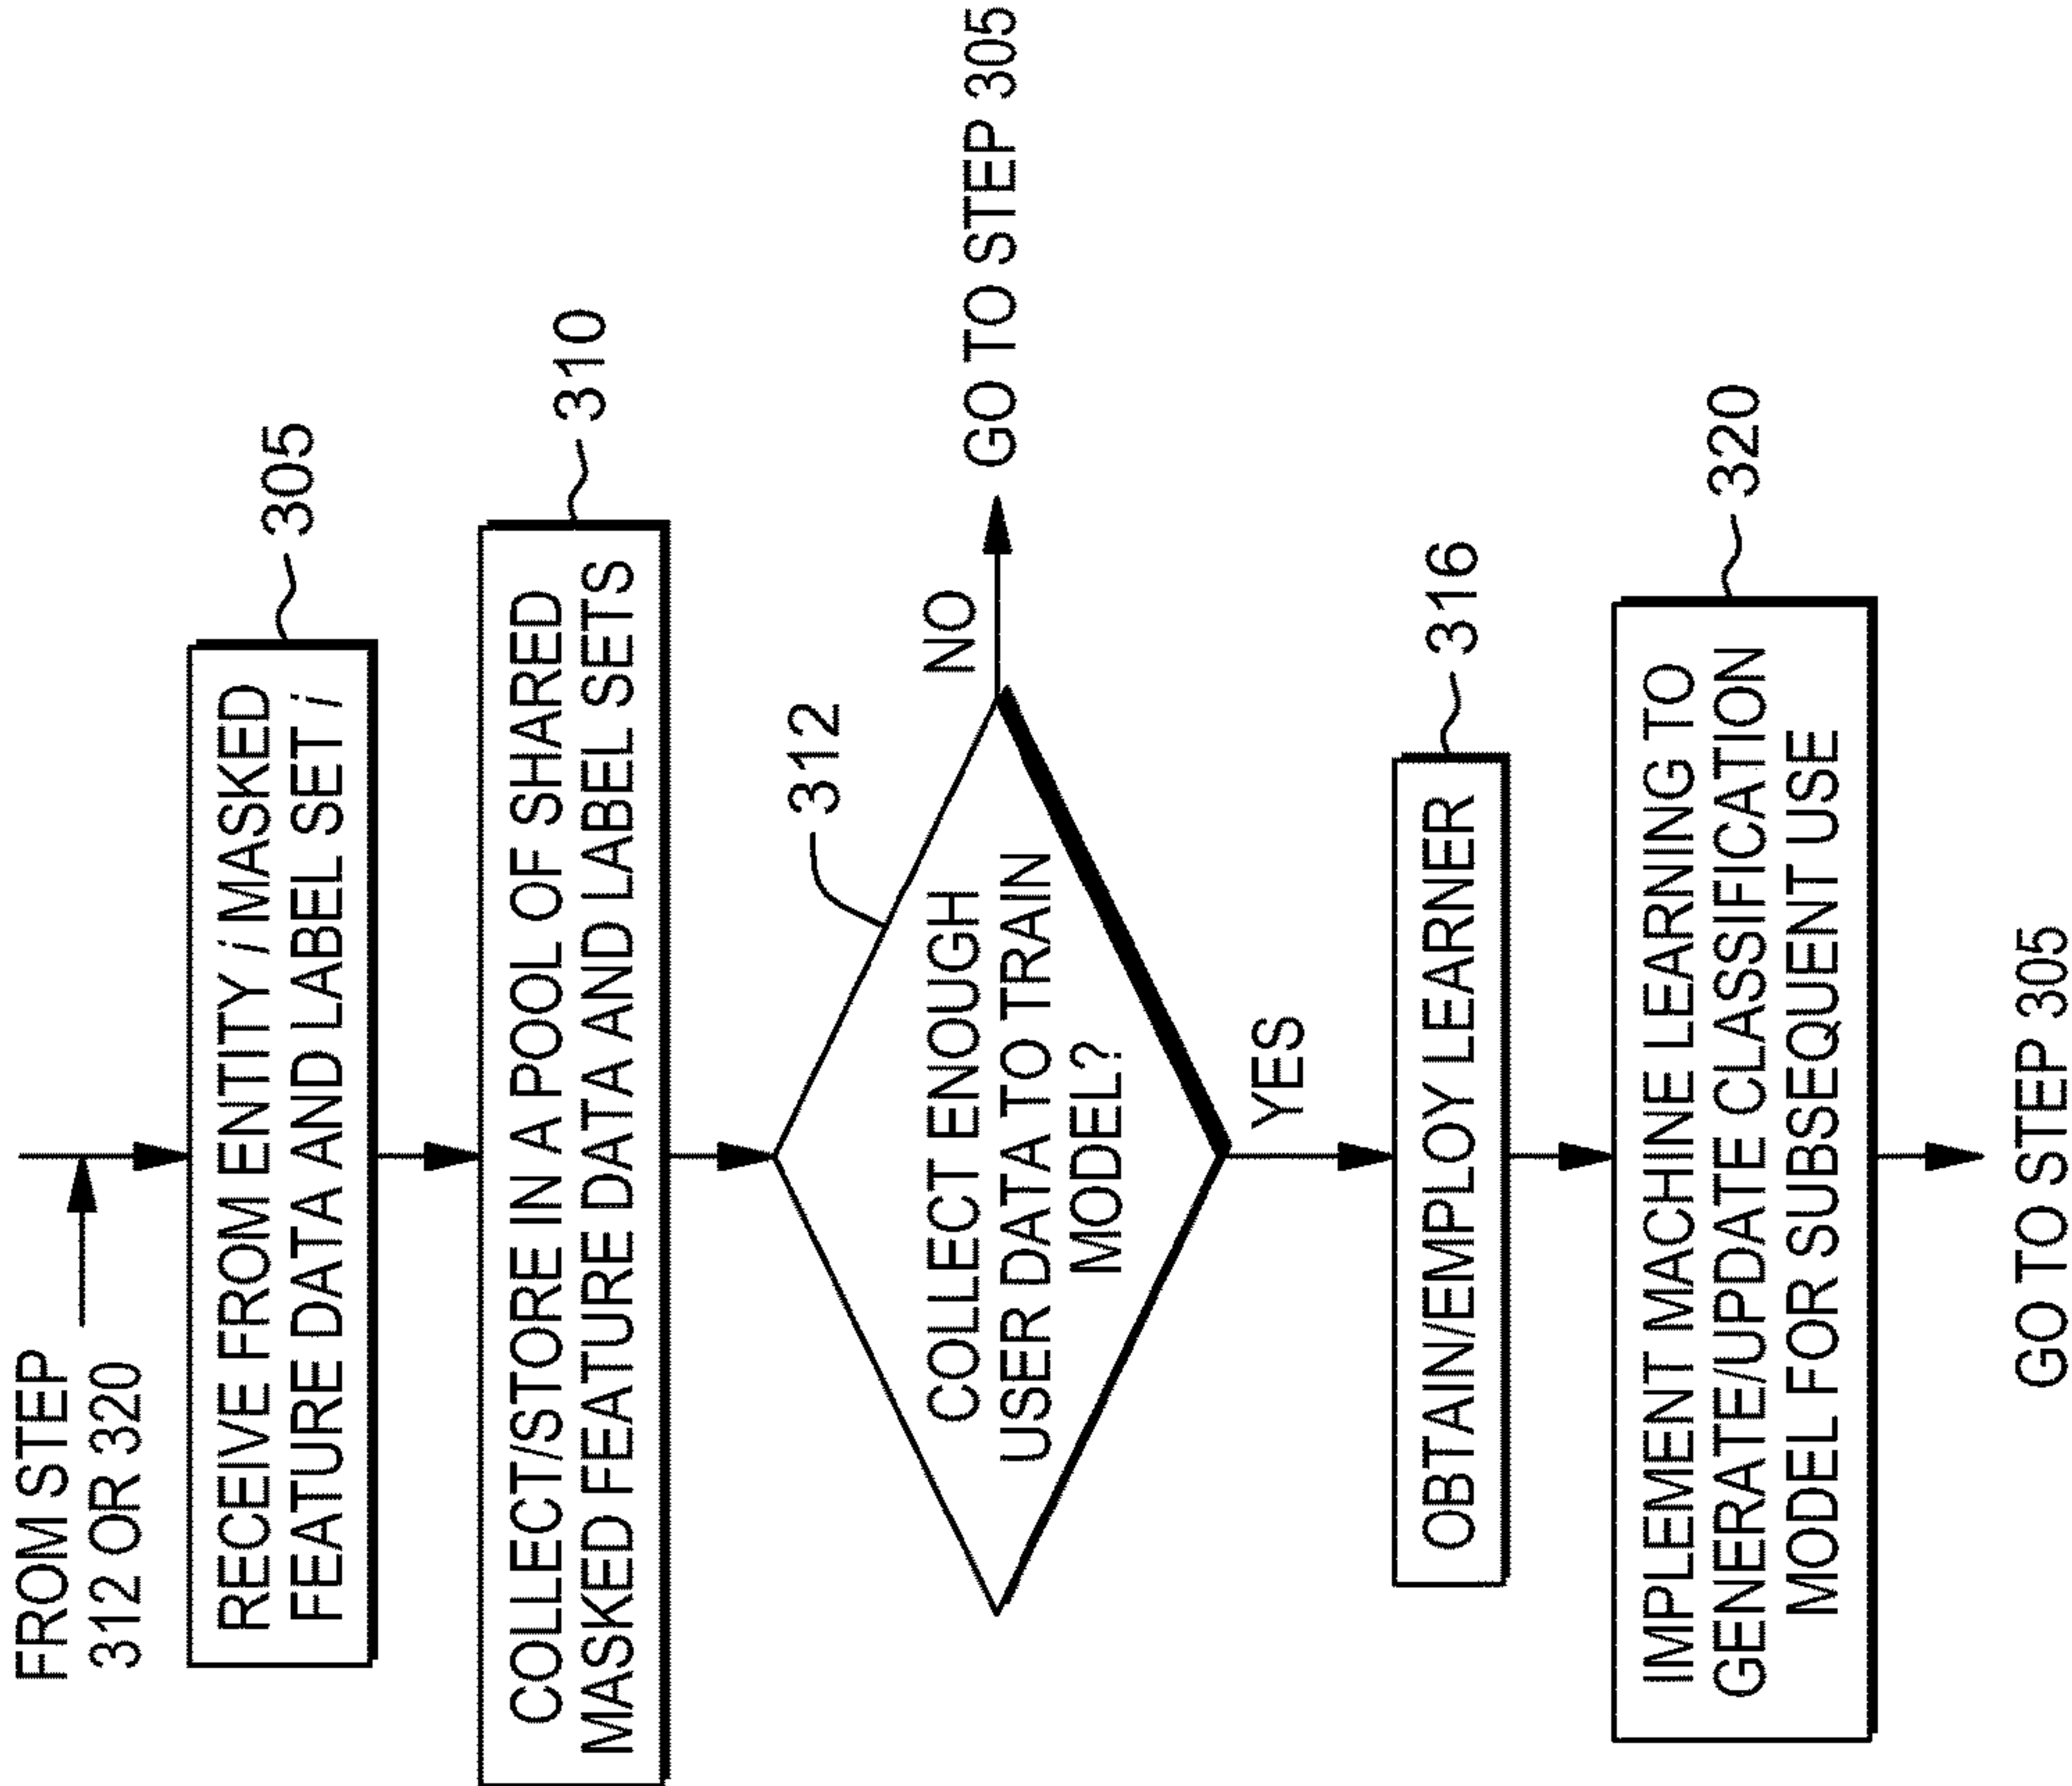 FROM STEP
312 OR 320
RECEIVE FROM ENTITY i MASKED
FEATURE DATA AND LABEL SET i
305
COLLECT/STORE IN A POOL OF SHARED
MASKED FEATURE DATA AND LABEL SETS
310
312
COLLECT ENOUGH
USER DATA TO TRAIN
MODEL?
NO
GO TO STEP 305
YES
OBTAIN/EMPLOY LEARNER
316
IMPLEMENT MACHINE LEARNING TO
GENERATE/UPDATE CLASSIFICATION
MODEL FOR SUBSEQUENT USE
320
GO TO STEP 305